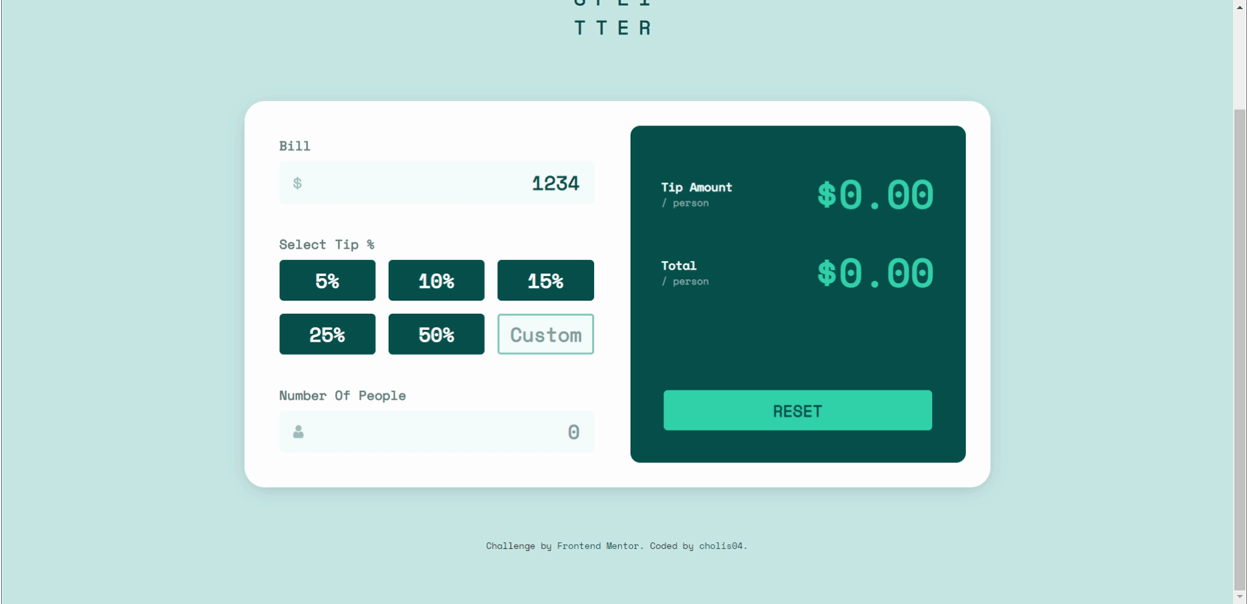 TTER
Bill
$ 1234
Select Tip %
5% 10% 15%
25% 50% Custom
Number Of People
0
Tip Amount $0.00
/ person
Total $0.00
/ person
RESET
Challenge by Frontend Mentor. Coded by cholis04.